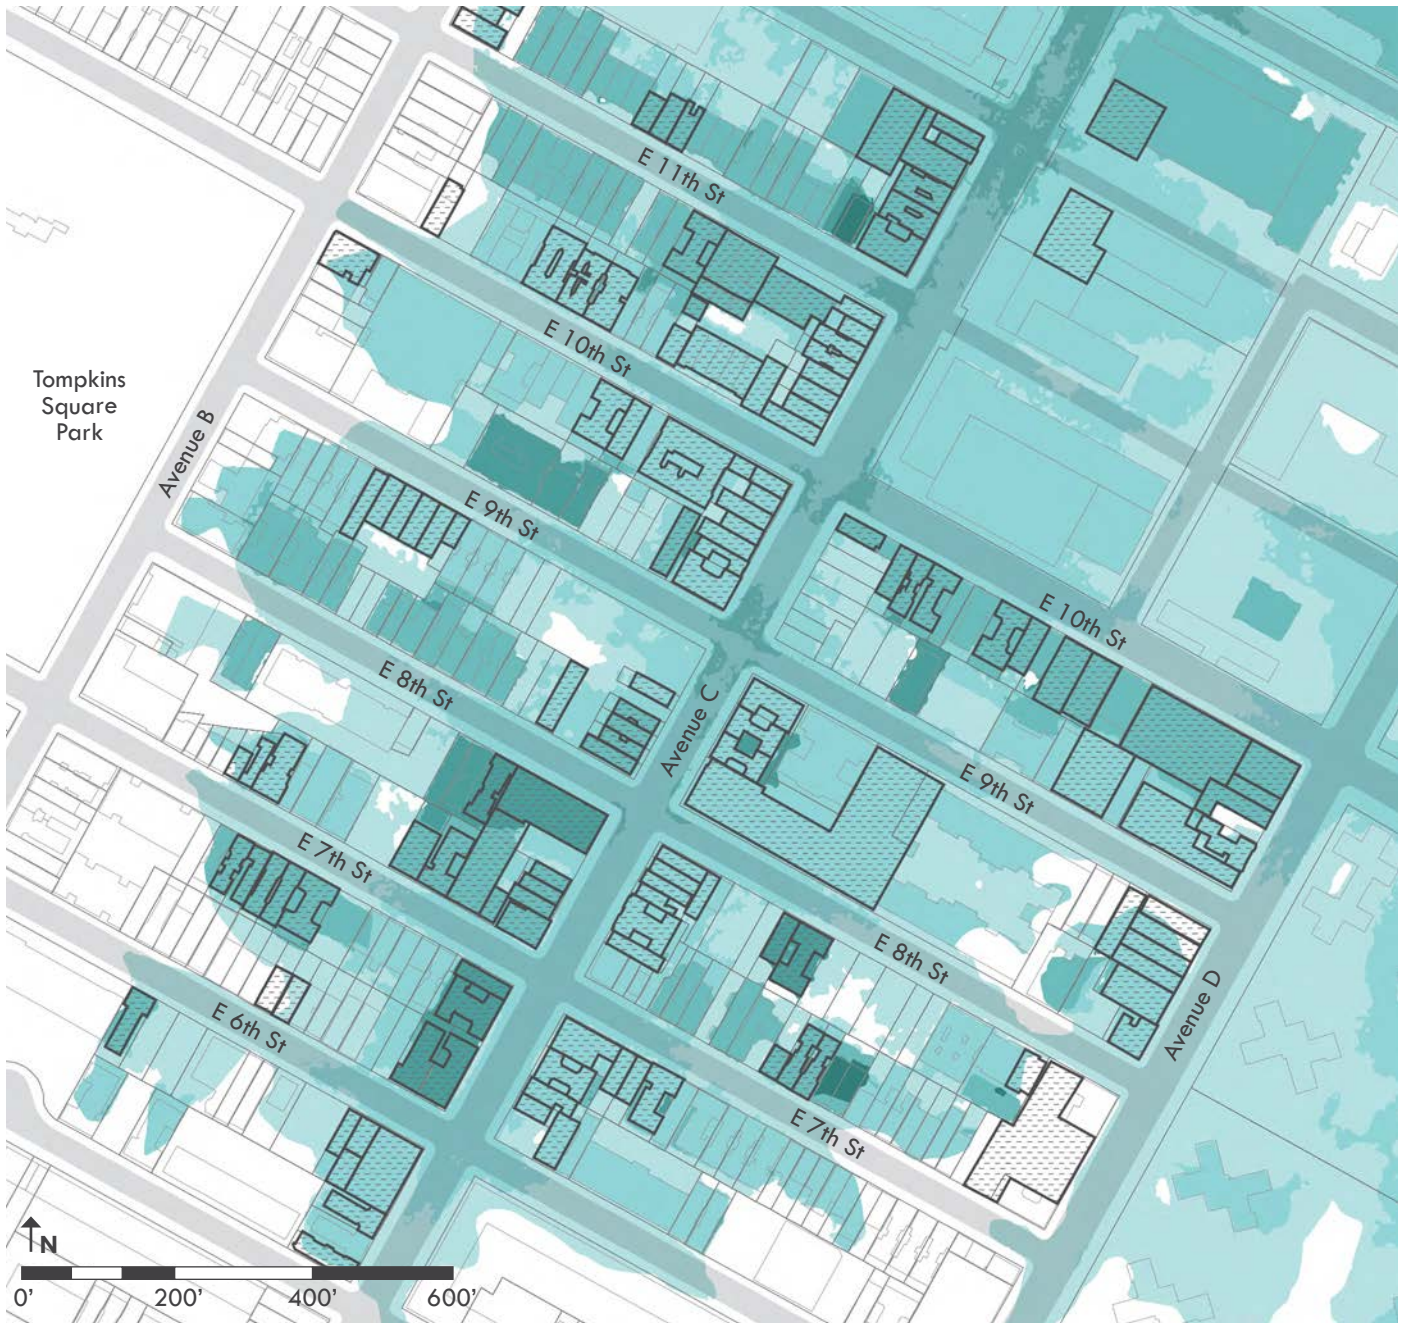 E 11th St
E 10th St
Tompkins
Square
Park
Avenue B
E 9th St
E 10th St
E 8th St
Avenue C
E 9th St
E 7th St
E 8th St
Avenue D
E 6th St
E 7th St
N
0' 200' 400' 600'